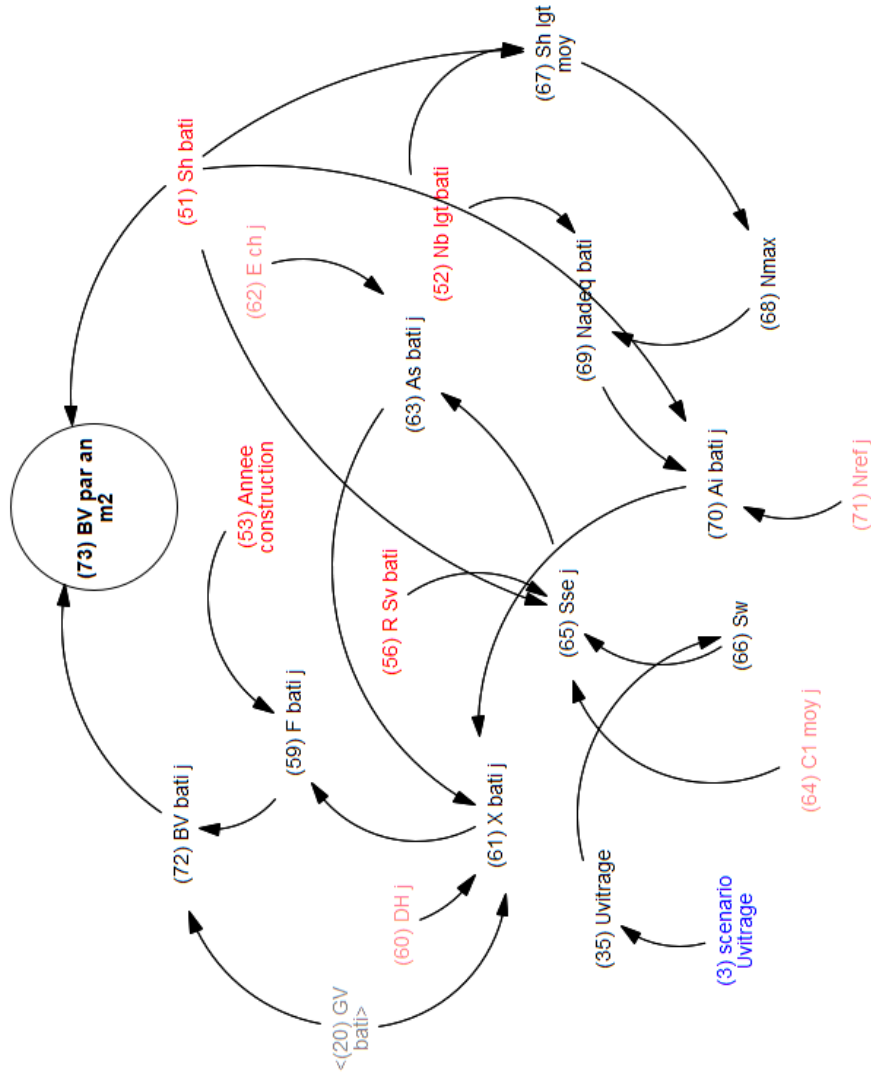 (73) BV par an
m2
(72) BV bati j
(51) Sh bati
(53) Annee
construction
(62) E ch j
(59) F bati j
<(20) GV
bati>
(56) R Sv bati
(60) DH j
(63) As bati j
(52) Nb lgt bati
(61) X bati j
(67) Sh lgt
moy
(65) Sse j
(69) Nadeq bati
(35) Uvitrage
(70) Ai bati j
(3) scenario
Uvitrage
(66) Sw
(68) Nmax
(64) C1 moy j
(71) Nref j